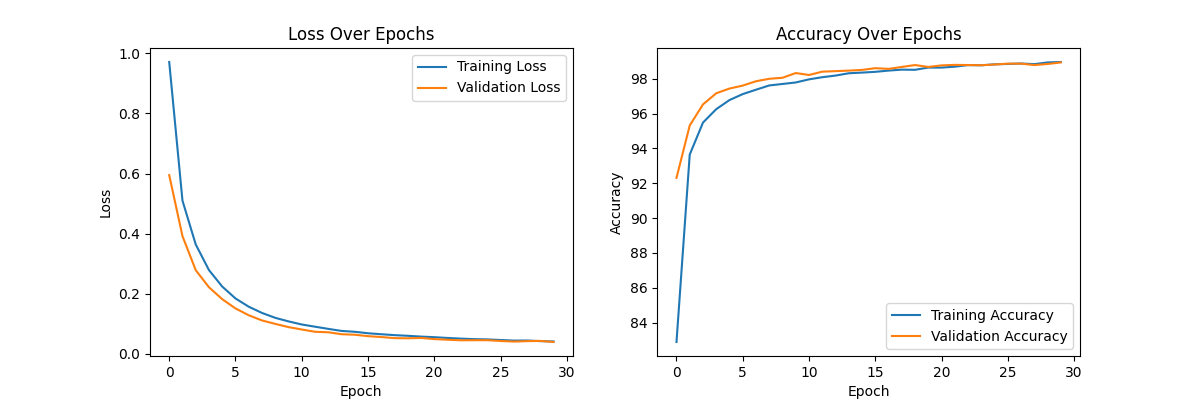 Loss Over Epochs
1.0
0.8
0.6
0.4
0.2
0.0
Loss
Training Loss
Validation Loss
0 5 10 15 20 25 30
Epoch
Accuracy Over Epochs
98
96
94
92
90
88
86
84
Accuracy
Training Accuracy
Validation Accuracy
0 5 10 15 20 25 30
Epoch